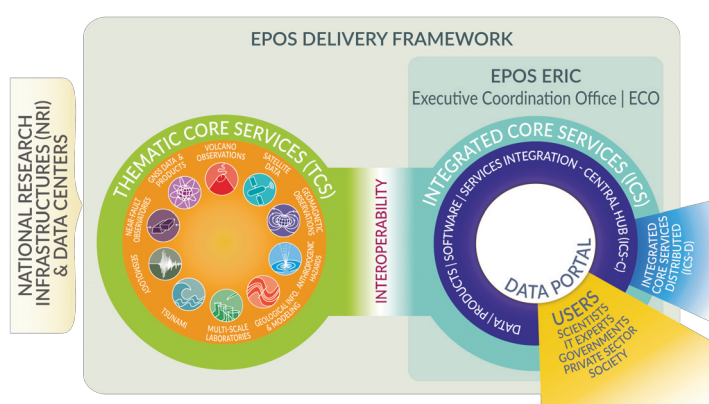 EPOS DELIVERY FRAMEWORK
EPOS ERIC
Executive Coordination Office | ECO
NATIONAL RESEARCH
INFRASTRUCTURES (NRI)
& DATA CENTERS
THEMATIC CORE SERVICES (TCS)
VOLCANO
OBSERVATIONS
SATELLITE
DATA
GEOMAGNETIC
OBSERVATIONS
ANTHROPOGENIC
HAZARDS
GEOLOGICAL INFO.
& MODELING
MULTI-SCALE
LABORATORIES
TSUNAMI
SEISMOLOGY
NEAR-FAULT
OBSERVATORIES
GNSS DATA &
PRODUCTS
INTEROPERABILITY
INTEGRATED CORE SERVICES (ICS)
DATA | PRODUCTS | SOFTWARE | SERVICES INTEGRATION - CENTRAL HUB (ICS-C)
DATA PORTAL
INTEGRATED
CORE SERVICES
DISTRIBUTED
(ICS-D)
USERS
SCIENTISTS
IT EXPERTS
GOVERNMENTS
PRIVATE SECTOR
SOCIETY